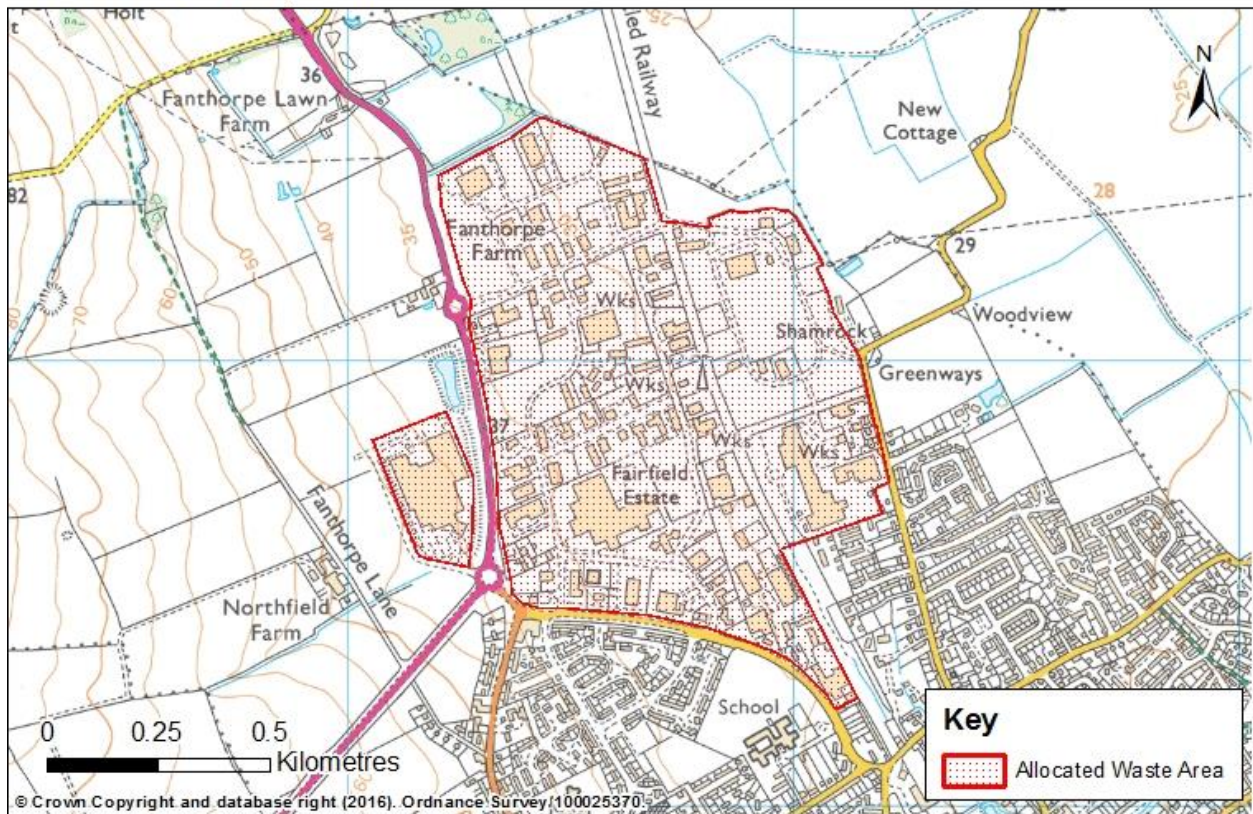 Holt
t
36
Fanthorpe Lawn
Farm
led Railway
25
N
25
New
Cottage
82
40
35
50
60
70
80
Fanthorpe
Farm
28
29
Wks
Shamrock
Woodview
Greenways
Wks
37
Wks
Wks
Fairfield
Estate
Fanthorpe Lane
Northfield
Farm
School
0 0.25 0.5
Kilometres
Key
Allocated Waste Area
© Crown Copyright and database right (2016). Ordnance Survey 100025370.